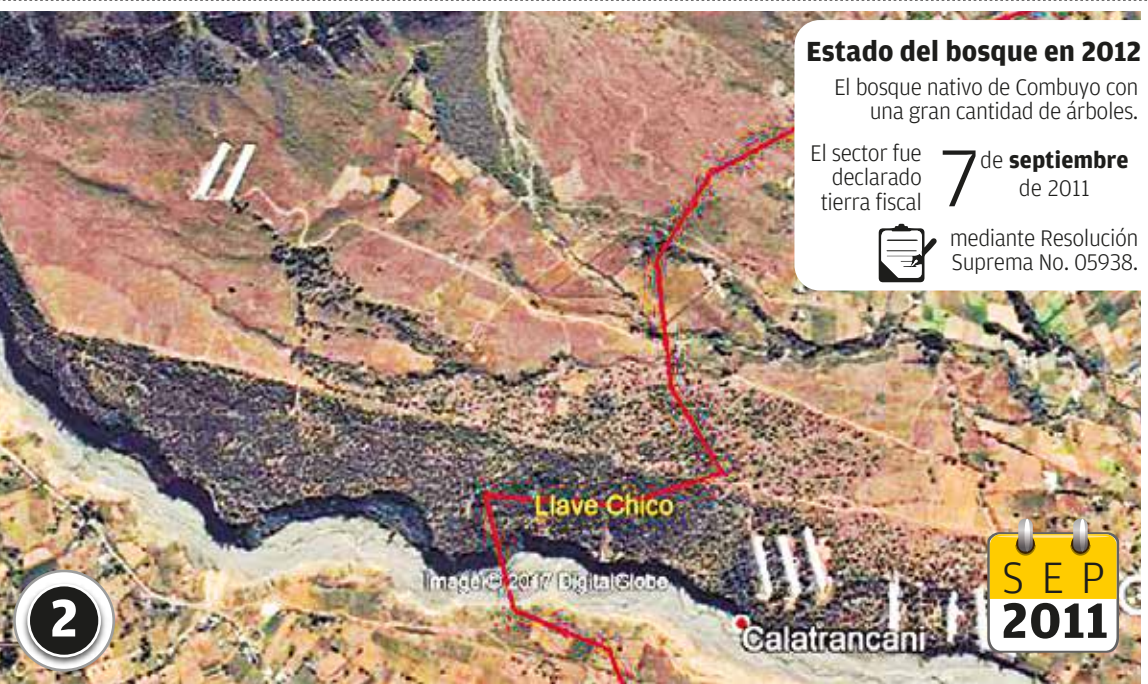 Estado del bosque en 2012
El bosque nativo de Combuyo con
una gran cantidad de árboles.
El sector fue
declarado
tierra fiscal
7 de septiembre
de 2011
mediante Resolución
Suprema No. 05938.
Llave Chico
Image © 2017 DigitalGlobe
Calatrancani
SEP
2011
2